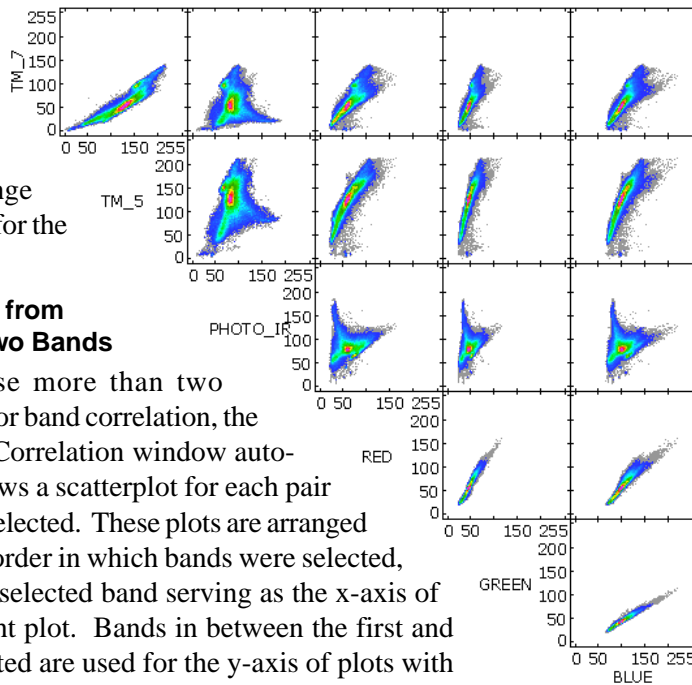 255
200
150
100
50
0
TM_7
0 50 150 255
nge
for the
TM_5
200
150
100
50
0
0 50 150 255
from
wo Bands
PHOTO_IR
200
150
100
50
0
0 50 150 255
se more than two
or band correlation, the
Correlation window auto-
ws a scatterplot for each pair
elected. These plots are arranged
order in which bands were selected,
selected band serving as the x-axis of
nt plot. Bands in between the first and
ted are used for the y-axis of plots with
RED
200
150
100
50
0
0 50 150 255
GREEN
200
150
100
50
0
0 50 150 255
BLUE